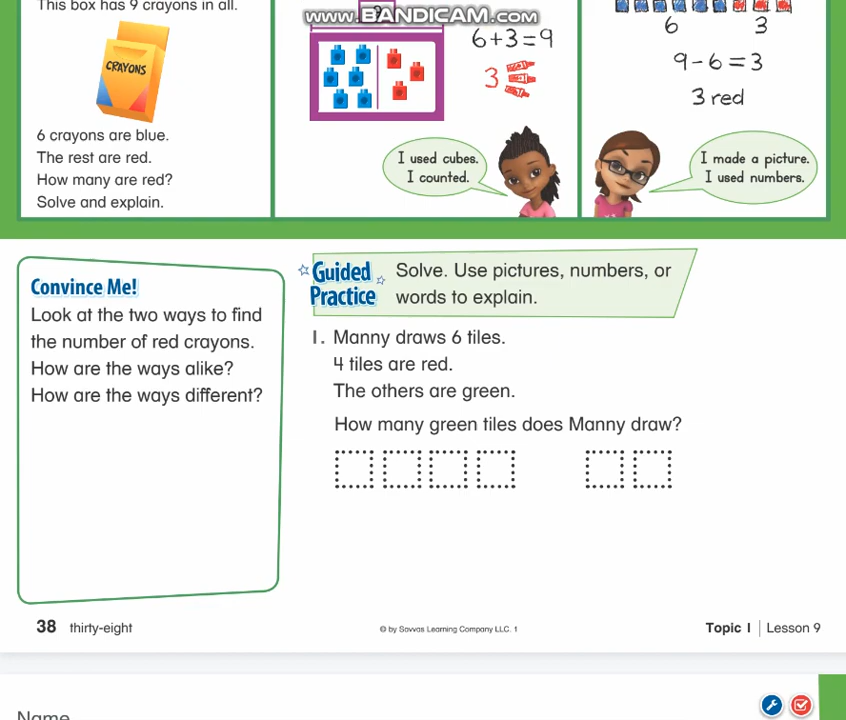 This box has 9 crayons in all.
CRAYONS
6 crayons are blue.
The rest are red.
How many are red?
Solve and explain.
www.BANDICAM.com
6+3=9
3
I used cubes.
I counted.
6 3
9-6=3
3 red
I made a picture.
I used numbers.
Convince Me!
Look at the two ways to find
the number of red crayons.
How are the ways alike?
How are the ways different?
Guided
Practice
Solve. Use pictures, numbers, or
words to explain.
1. Manny draws 6 tiles.
4 tiles are red.
The others are green.
How many green tiles does Manny draw?
38 thirty-eight
© by Savvas Learning Company LLC. 1
Topic 1 | Lesson 9
Name